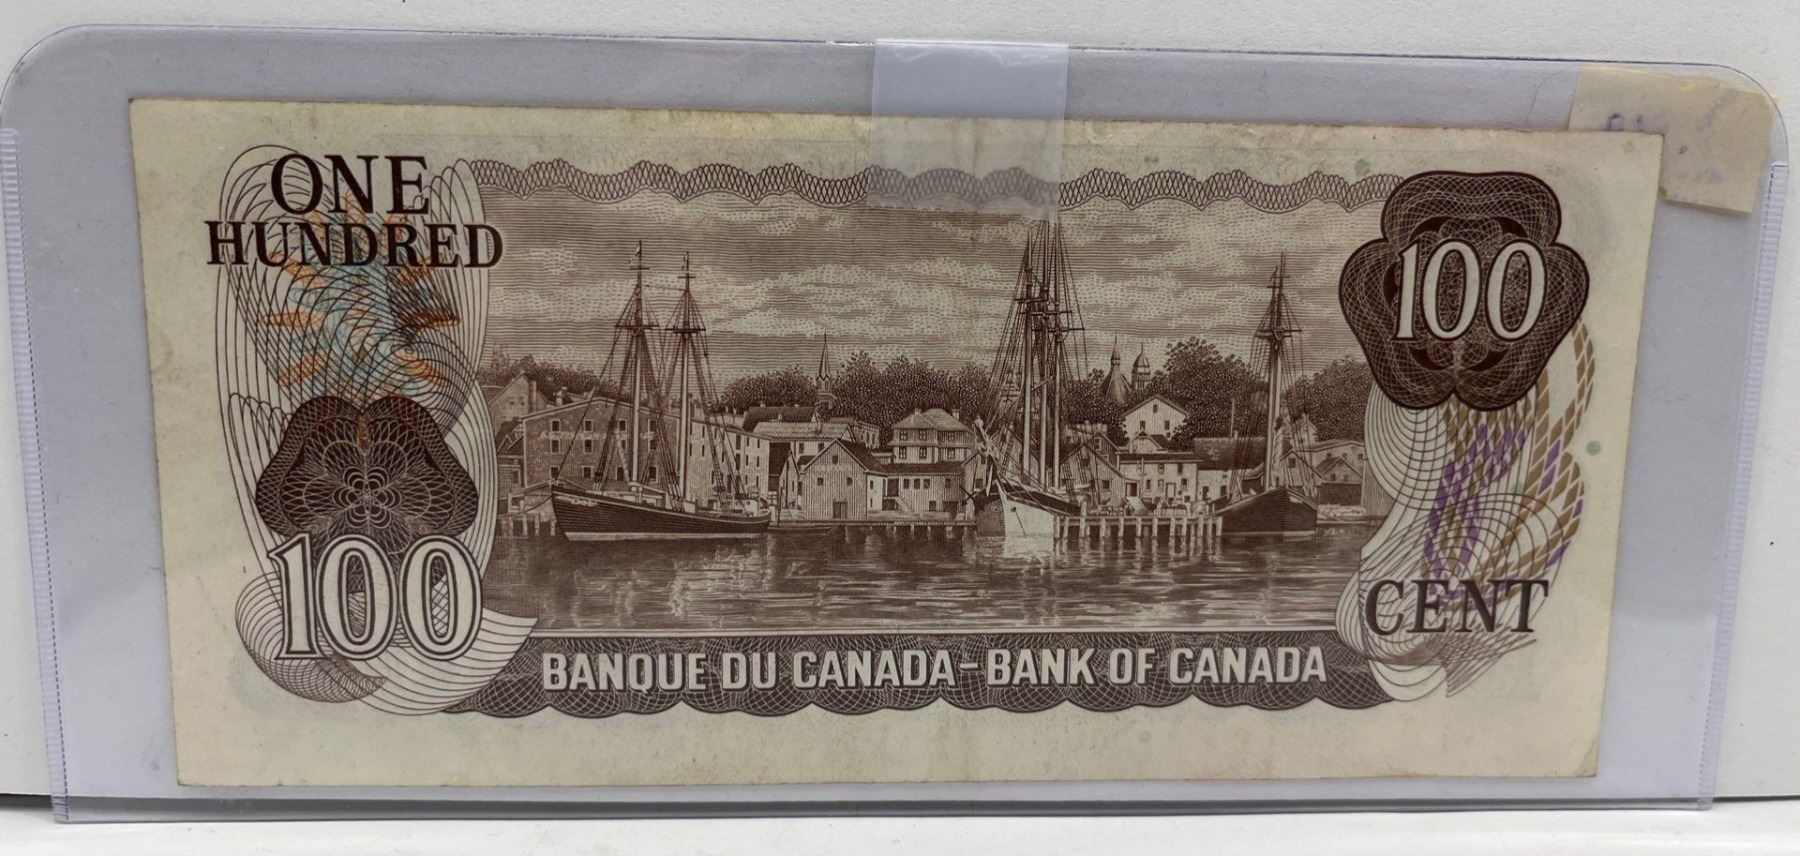 ONE
HUNDRED
100
100
CENT
BANQUE DU CANADA-BANK OF CANADA